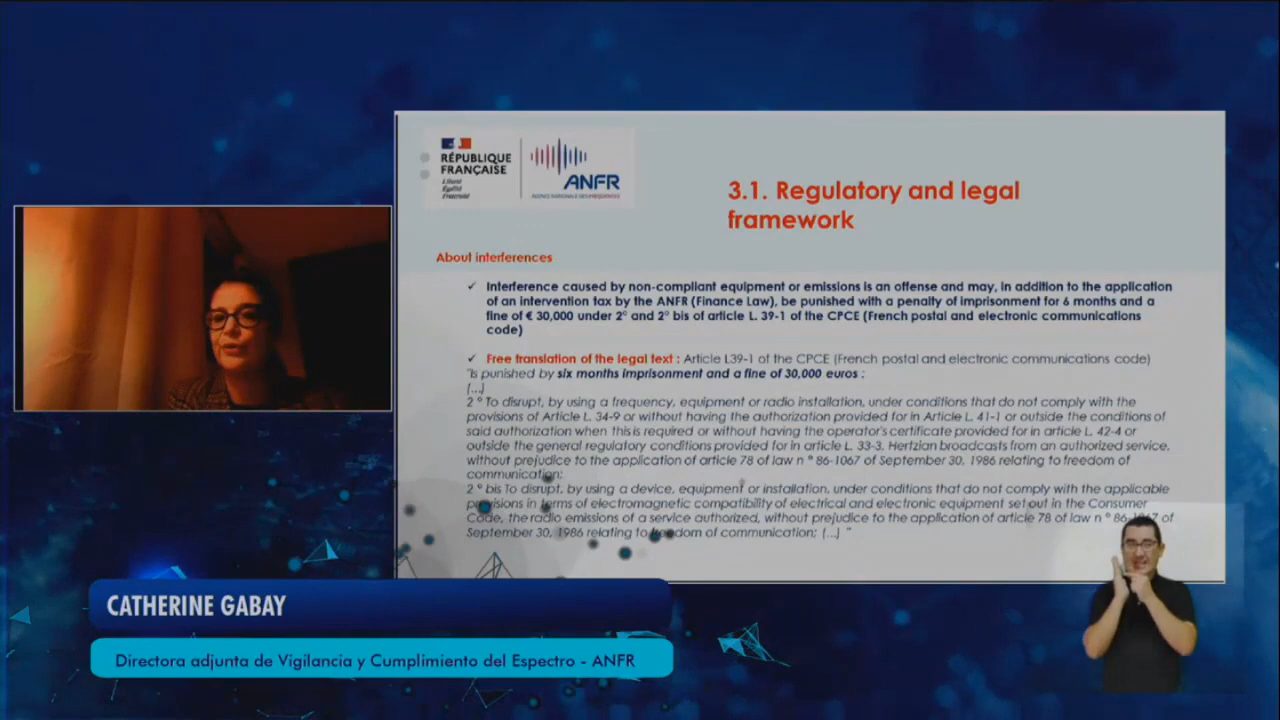 RÉPUBLIQUE
FRANÇAISE
Liberté
Égalité
Fraternité
ANFR
AGENCE NATIONALE DES FRÉQUENCES
3.1. Regulatory and legal
framework
About interferences
✓ Interference caused by non-compliant equipment or emissions is an offense and may, in addition to the application
of an intervention tax by the ANFR (Finance Law), be punished with a penalty of imprisonment for 6 months and a
fine of € 30,000 under 2° and 2° bis of article L. 39-1 of the CPCE (French postal and electronic communications
code)
✓ Free translation of the legal text : Article L39-1 of the CPCE (French postal and electronic communications code)
"Is punished by six months imprisonment and a fine of 30,000 euros :
(...)
2 ° To disrupt, by using a frequency, equipment or radio installation, under conditions that do not comply with the
provisions of Article L. 34-9 or without having the authorization provided for in Article L. 41-1 or outside the conditions of
said authorization when this is required or without having the operator's certificate provided for in article L. 42-4 or
outside the general regulatory conditions provided for in article L. 33-3. Hertzian broadcasts from an authorized service,
without prejudice to the application of article 78 of law n ° 86-1067 of September 30, 1986 relating to freedom of
communication;
2 ° bis To disrupt, by using a device, equipment or installation, under conditions that do not comply with the applicable
provisions in terms of electromagnetic compatibility of electrical and electronic equipment set out in the Consumer
Code, the radio emissions of a service authorized, without prejudice to the application of article 78 of law n ° 86-1067 of
September 30, 1986 relating to freedom of communication; (...) "
CATHERINE GABAY
Directora adjunta de Vigilancia y Cumplimiento del Espectro - ANFR